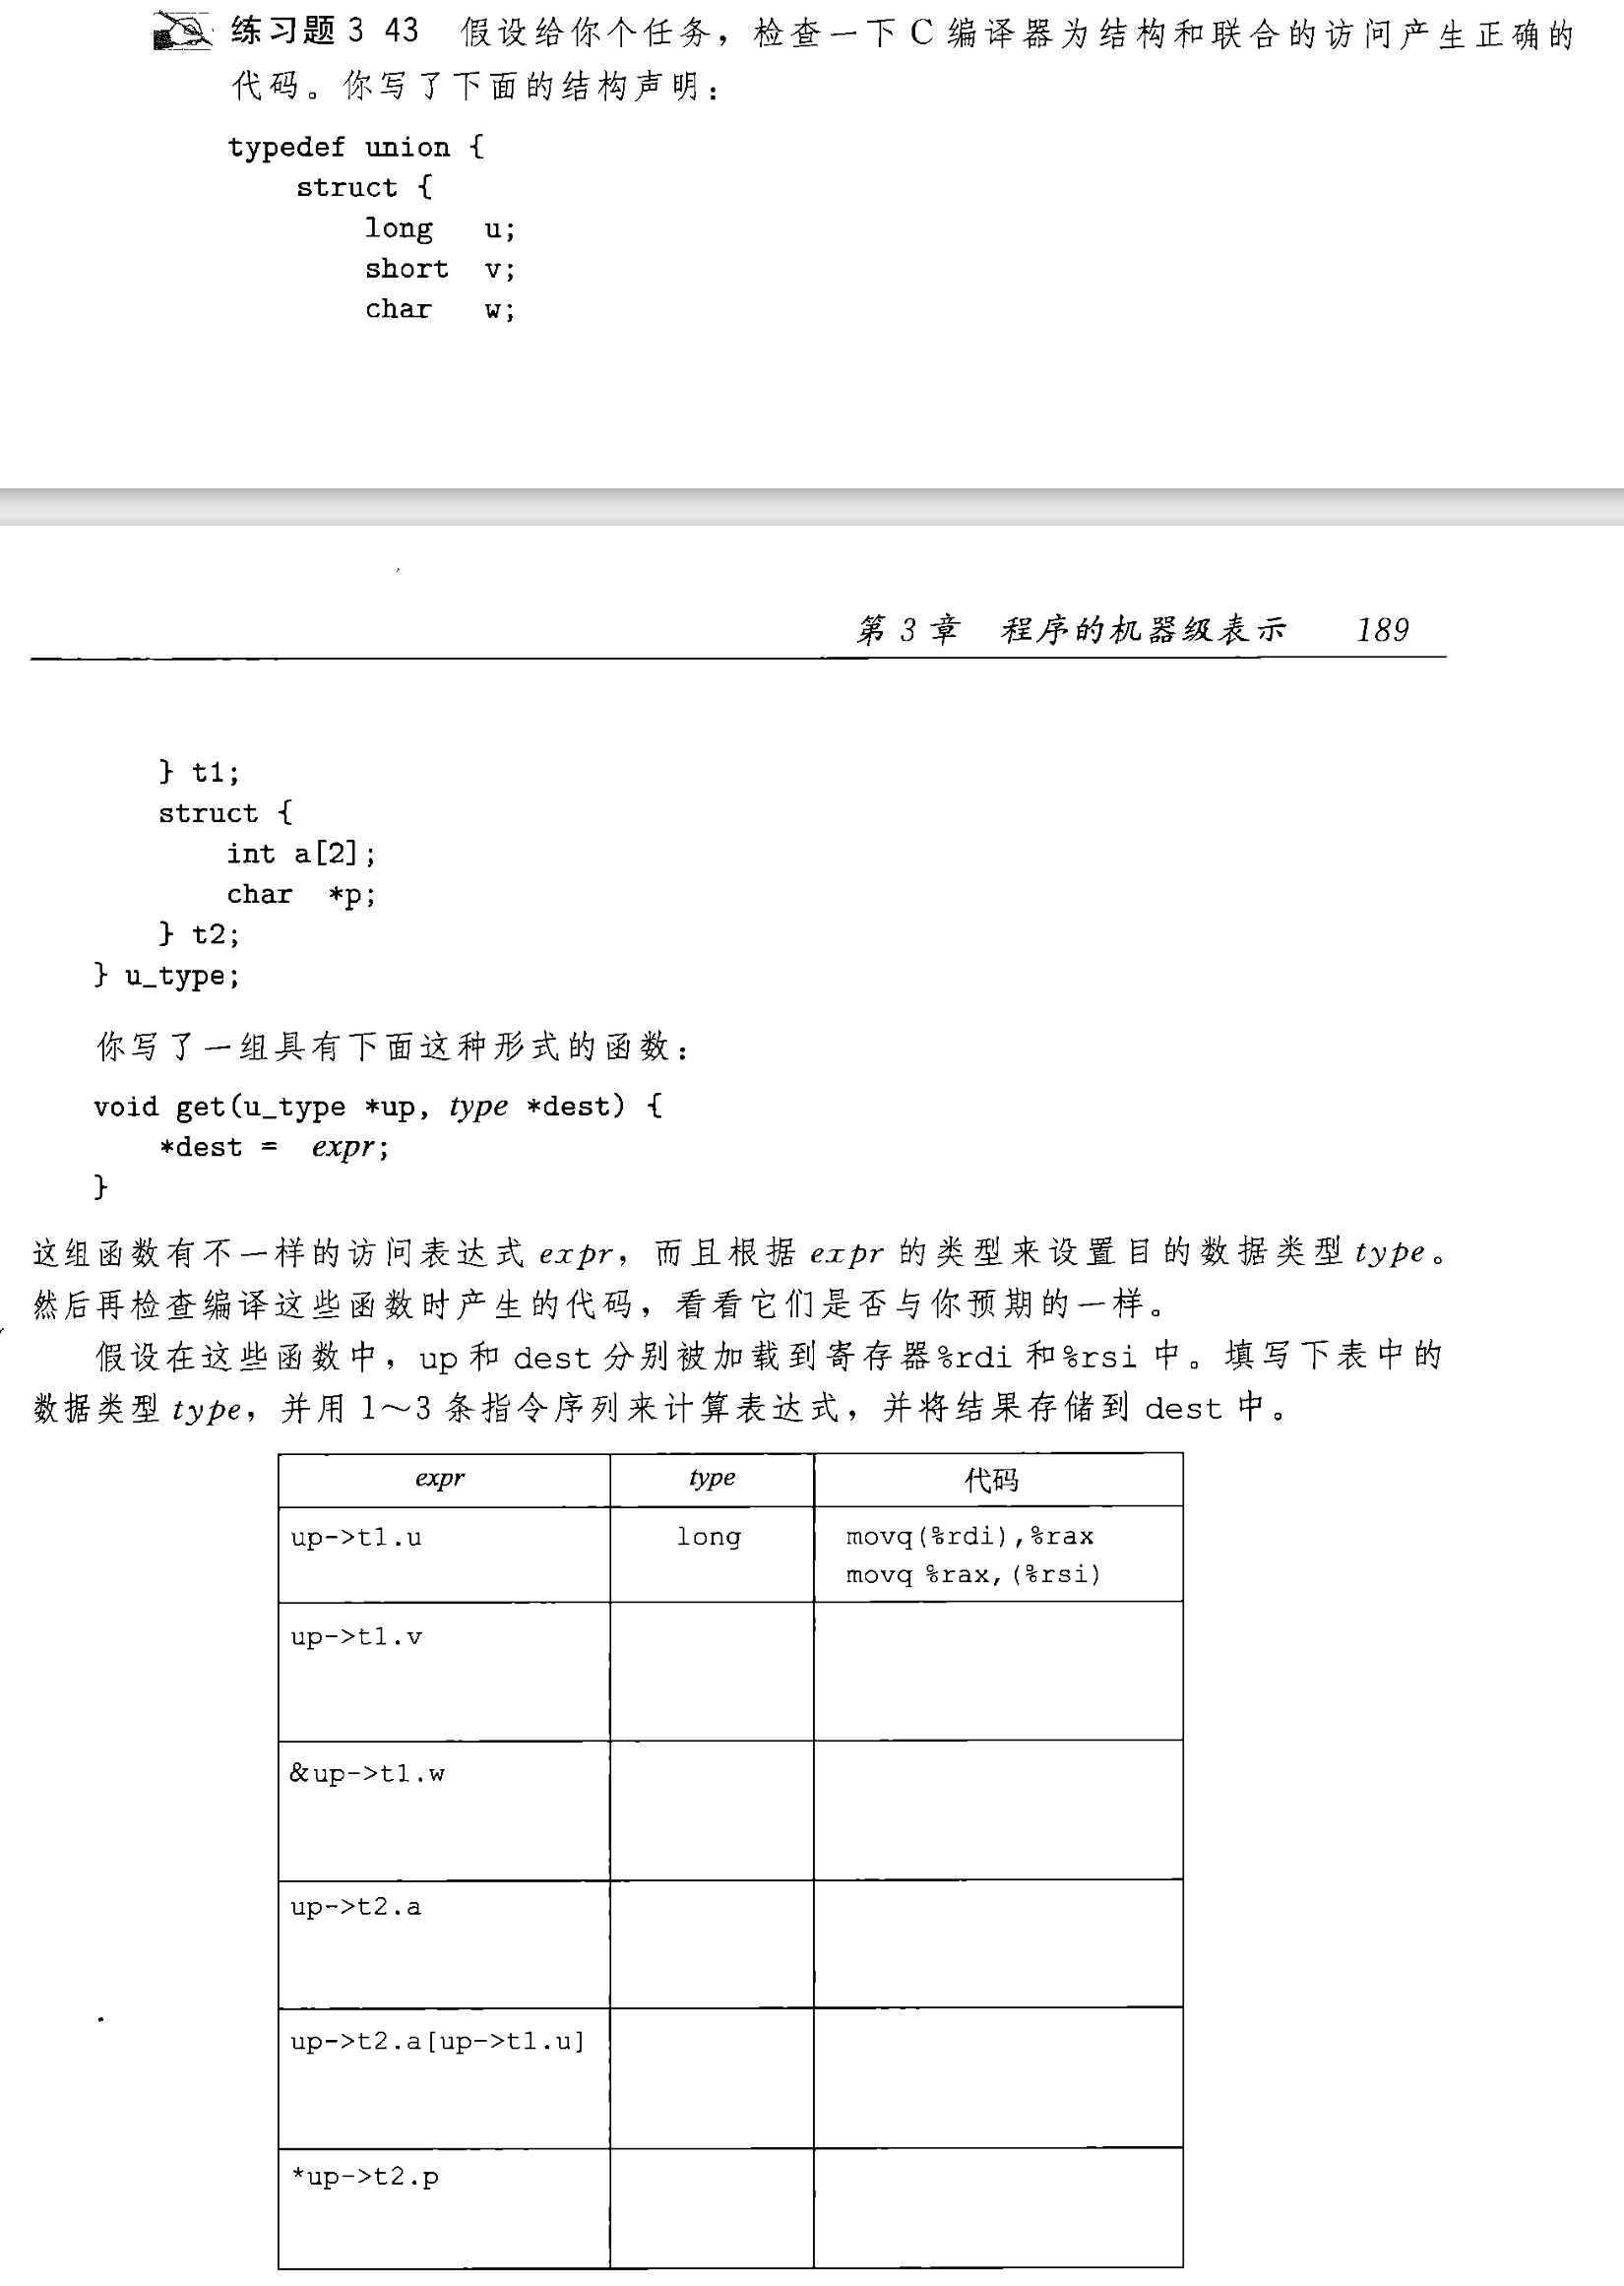 练习题 3 43 假设给你个任务，检查一下 C 编译器为结构和联合的访问产生正确的
代码。你写了下面的结构声明：
typedef union {
struct {
long u;
short v;
char w;
第 3 章 程序的机器级表示 189
} t1;
struct {
int a[2];
char *p;
} t2;
} u_type;
你写了一组具有下面这种形式的函数：
void get(u_type *up, type *dest) {
*dest = expr;
}
这组函数有不一样的访问表达式 expr，而且根据 expr 的类型来设置目的数据类型 type。
然后再检查编译这些函数时产生的代码，看看它们是否与你预期的一样。
假设在这些函数中，up 和 dest 分别被加载到寄存器%rdi 和%rsi 中。填写下表中的
数据类型 type，并用 1～3 条指令序列来计算表达式，并将结果存储到 dest 中。
expr type 代码
up->t1.u long movq(%rdi),%rax
movq %rax,(%rsi)
up->t1.v
&up->t1.w
up->t2.a
up->t2.a[up->t1.u]
*up->t2.p